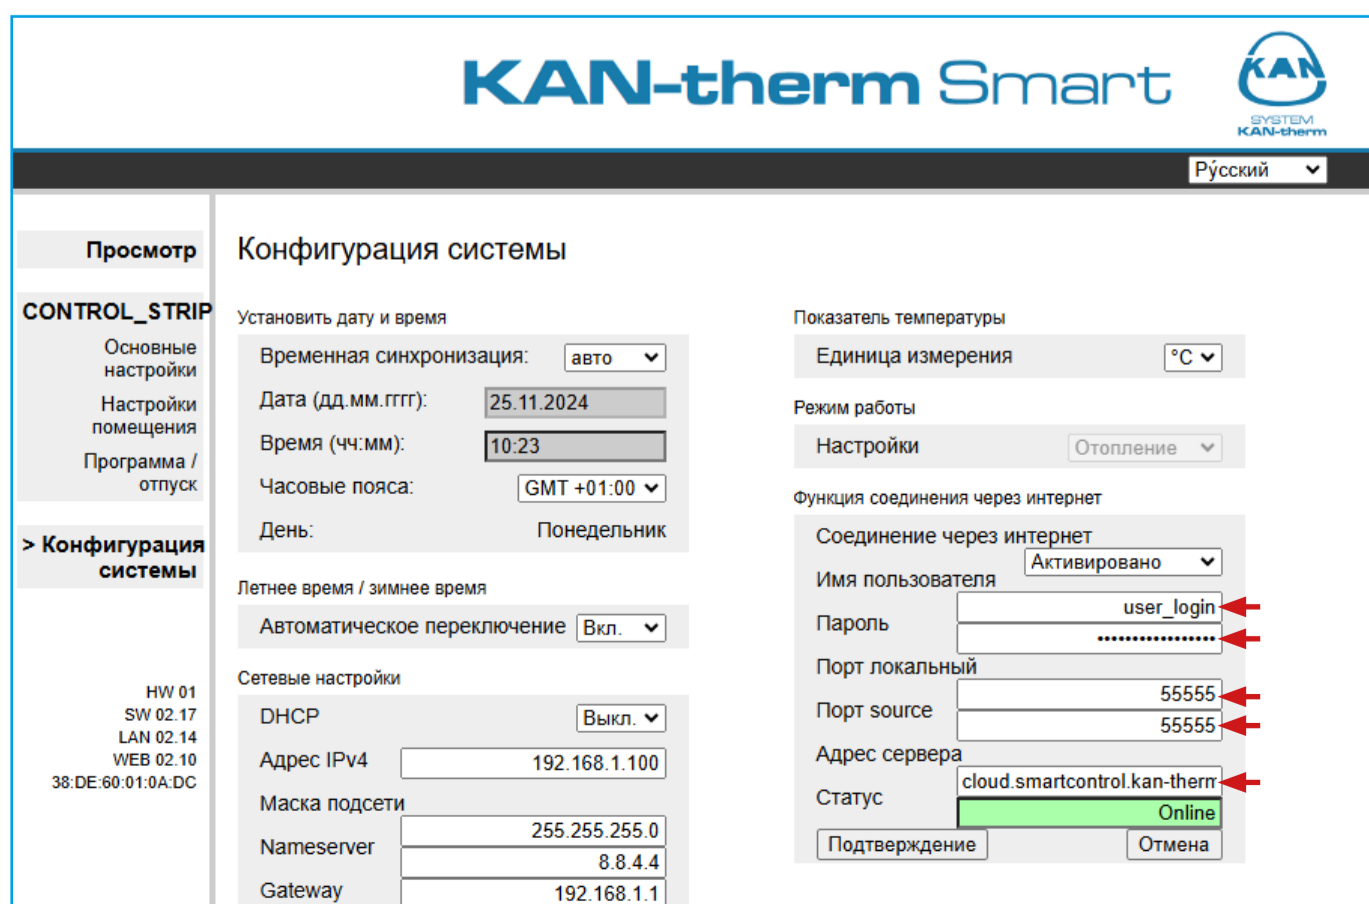 KAN-therm Smart
KAN
SYSTEM
KAN-therm
Ру́сский
Просмотр
CONTROL_STRIP
Основные
настройки
Настройки
помещения
Программа /
отпуск
> Конфигурация
системы
HW 01
SW 02.17
LAN 02.14
WEB 02.10
38:DE:60:01:0A:DC
Конфигурация системы
Установить дату и время
Временная синхронизация: авто
Дата (дд.мм.гггг): 25.11.2024
Время (чч:мм): 10:23
Часовые пояса: GMT +01:00
День: Понедельник
Летнее время / зимнее время
Автоматическое переключение Вкл.
Сетевые настройки
DHCP Выкл.
Адрес IPv4 192.168.1.100
Маска подсети
255.255.255.0
Nameserver
8.8.4.4
Gateway
192.168.1.1
Показатель температуры
Единица измерения °C
Режим работы
Настройки Отопление
Функция соединения через интернет
Соединение через интернет
Активировано
Имя пользователя
user_login
Пароль
•••••••••••••••••
Порт локальный
55555
Порт source
55555
Адрес сервера
cloud.smartcontrol.kan-therm
Статус
Online
Подтверждение Отмена